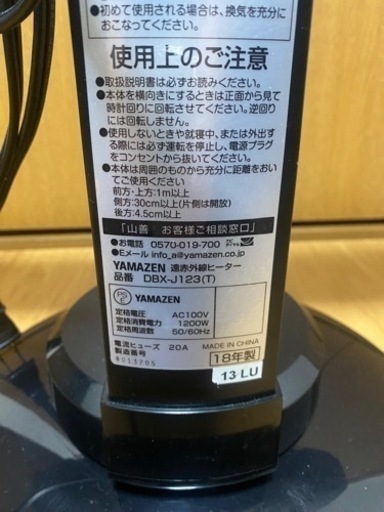 ●初めて使用される場合は、換気を充分に
おこなってください。
使用上のご注意
●取扱説明書は必ずお読みください。
●本体を横向きにするときは正面から見て
時計回りに回転させてください。逆回り
には回転しません。
●使用しないときや就寝中、または外出する
際には必ず運転を停止し、電源プラグ
をコンセントから抜いてください。
●本体は周囲のものから充分に距離をおい
てご使用ください
前方・上方:1m以上
側方:30cm以上(片側は開放)
後方:4.5cm以上
「山善 お客様ご相談窓口」
●お電話 0570-019-700
●Eメール info_a@yamazen.co.jp
YAMAZEN 遠赤外線ヒーター
品番 DBX-J123(T)
PSE YAMAZEN
定格電圧 AC100V
定格消費電力 1200W
定格周波数 50/60Hz
電流ヒューズ 20A MADE IN CHINA
製造番号 18年製
13 LU